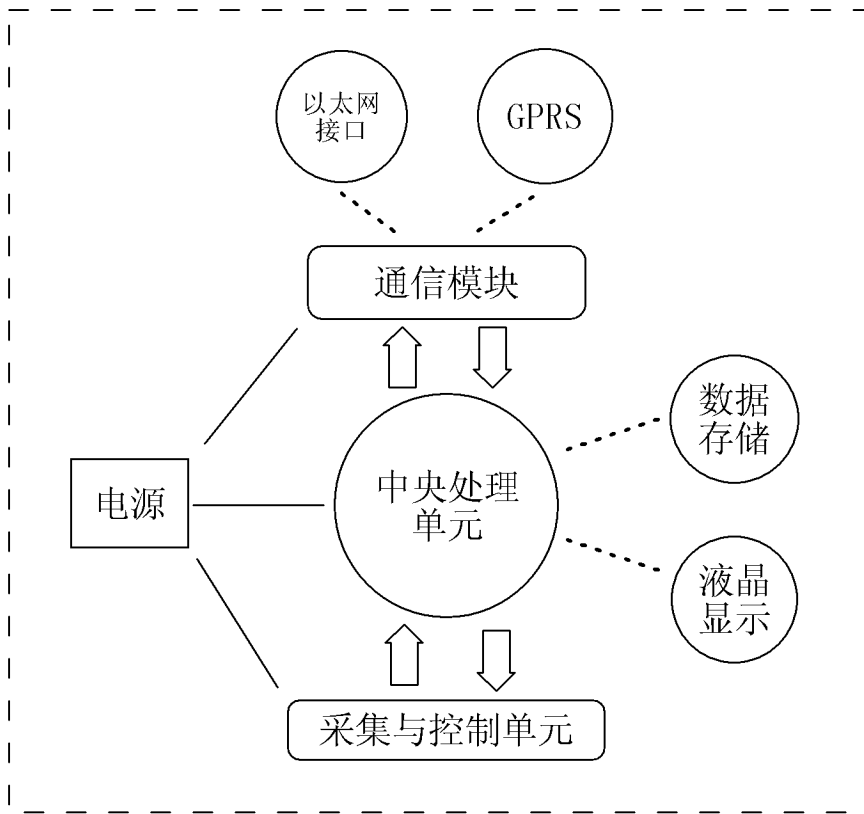 以太网
接口
GPRS
通信模块
数据
存储
电源
中央处理
单元
液晶
显示
采集与控制单元